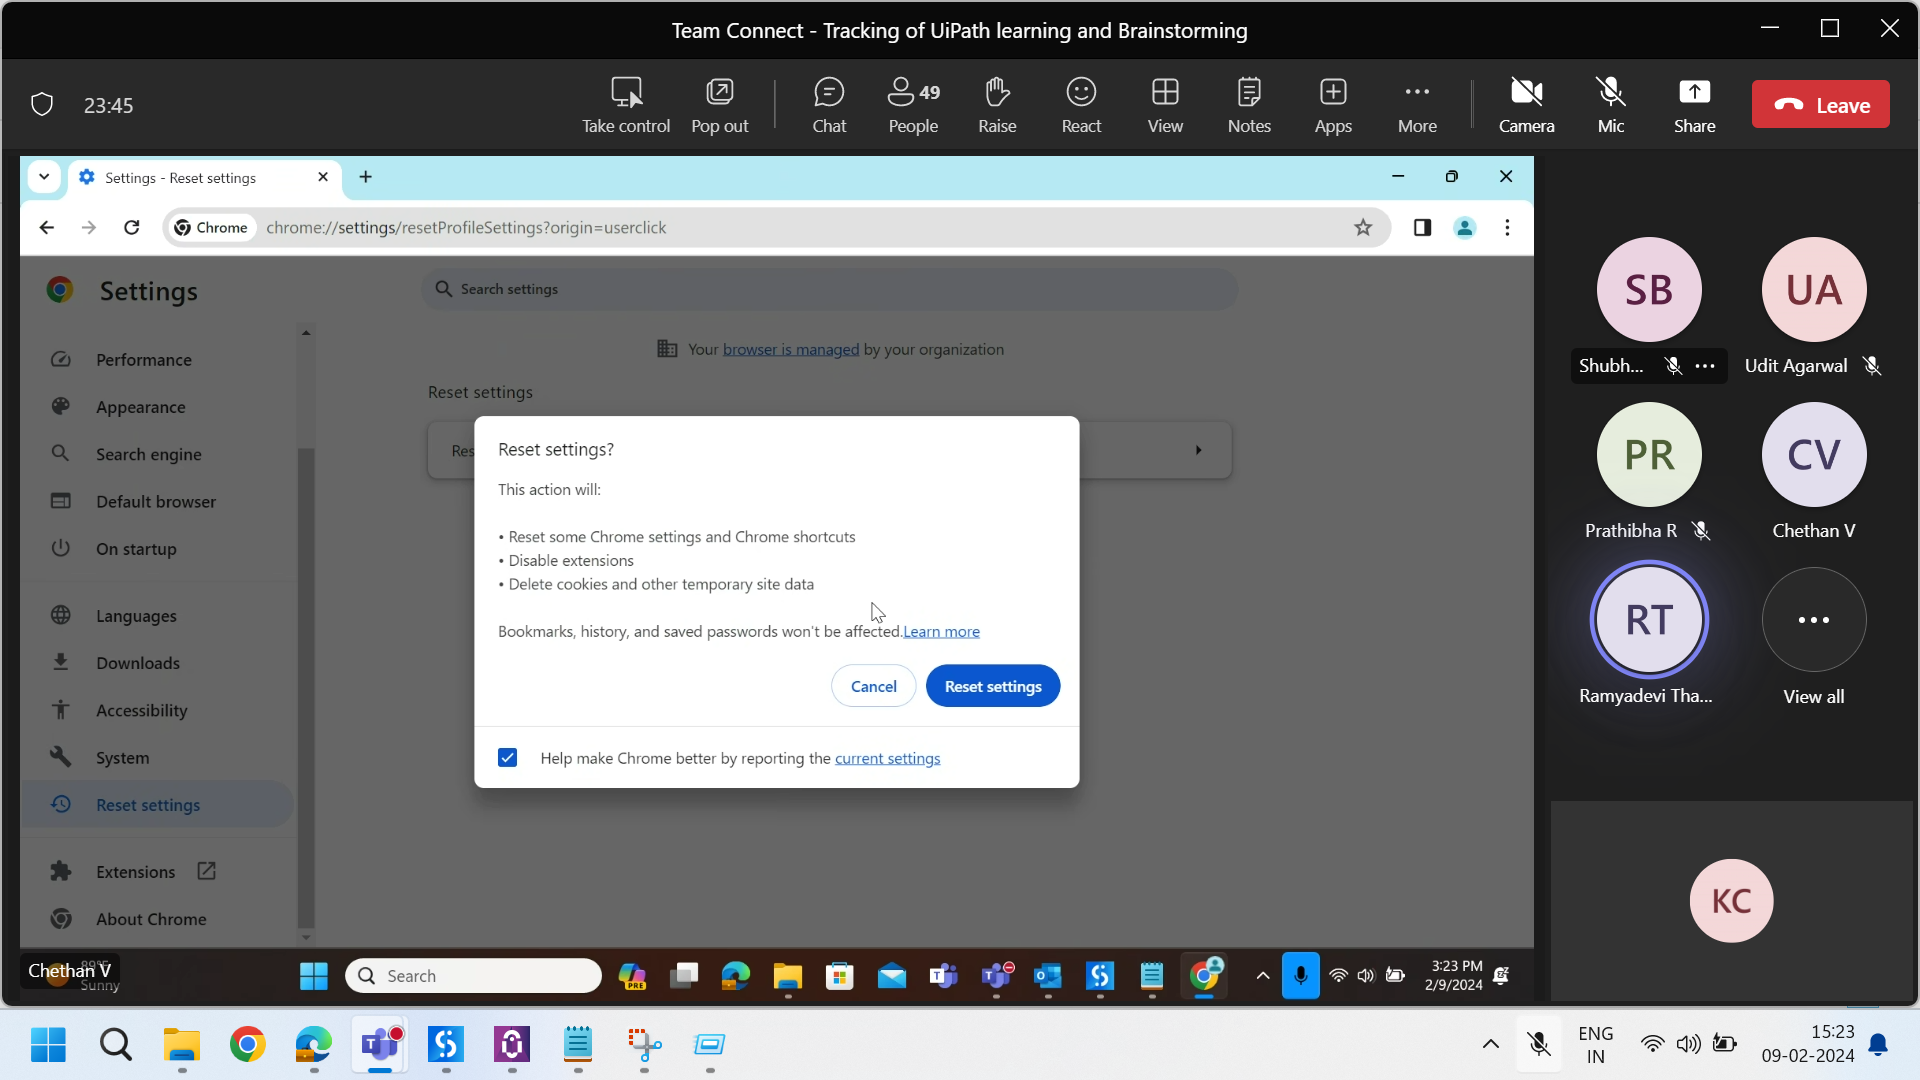 Team Connect - Tracking of UiPath learning and Brainstorming
23:45
Take control
Pop out
Chat
49
People
Raise
React
View
Notes
Apps
More
Camera
Mic
Share
Leave
Settings - Reset settings
Chrome
chrome://settings/resetProfileSettings?origin=userclick
Settings
Search settings
Performance
Appearance
Search engine
Default browser
On startup
Languages
Downloads
Accessibility
System
Reset settings
Extensions
About Chrome
Your browser is managed by your organization
Reset settings
Res
Reset settings?
This action will:
• Reset some Chrome settings and Chrome shortcuts
• Disable extensions
• Delete cookies and other temporary site data
Bookmarks, history, and saved passwords won't be affected. Learn more
Cancel
Reset settings
Help make Chrome better by reporting the current settings
SB
Shubh...
UA
Udit Agarwal
PR
Prathibha R
CV
Chethan V
RT
Ramyadevi Tha...
View all
KC
Chethan V
89°F
Sunny
Search
PRE
3:23 PM
2/9/2024
ENG
IN
15:23
09-02-2024